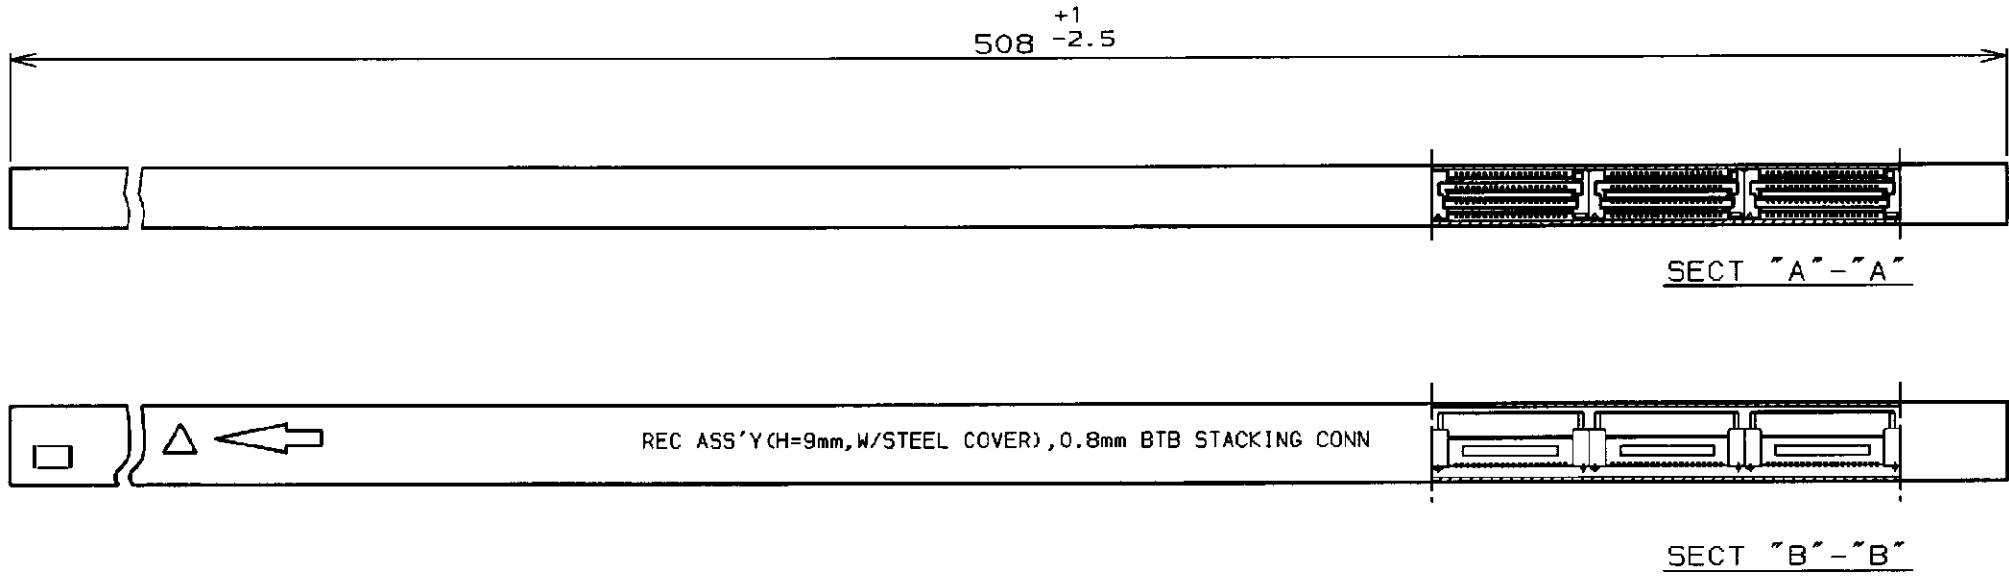 +1
508 -2.5
SECT "A"-"A"
REC ASS'Y(H=9mm,W/STEEL COVER),0.8mm BTB STACKING CONN
SECT "B"-"B"